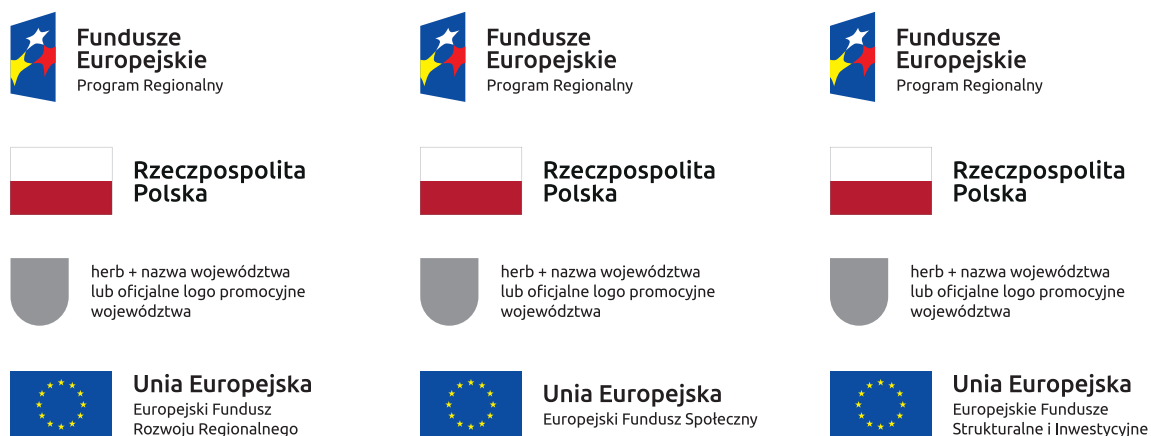 Fundusze
Europejskie
Program Regionalny
Rzeczpospolita
Polska
herb + nazwa województwa
lub oficjalne logo promocyjne
województwa
Unia Europejska
Europejski Fundusz
Rozwoju Regionalnego
Fundusze
Europejskie
Program Regionalny
Rzeczpospolita
Polska
herb + nazwa województwa
lub oficjalne logo promocyjne
województwa
Unia Europejska
Europejski Fundusz Społeczny
Fundusze
Europejskie
Program Regionalny
Rzeczpospolita
Polska
herb + nazwa województwa
lub oficjalne logo promocyjne
województwa
Unia Europejska
Europejskie Fundusze
Strukturalne i Inwestycyjne